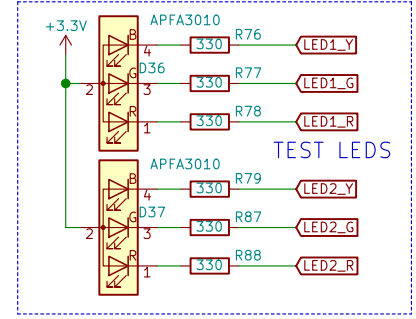 +3.3V
APFA3010
B
4
330
R76
LED1_Y
D36
2
G
3
330
R77
LED1_G
R
1
330
R78
LED1_R
TEST LEDS
APFA3010
B
4
330
R79
LED2_Y
D37
2
G
3
330
R87
LED2_G
R
1
330
R88
LED2_R